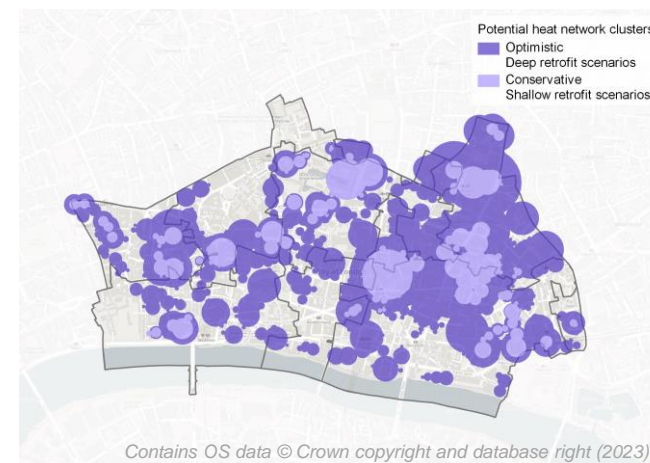 Potential heat network clusters
Optimistic
Deep retrofit scenarios
Conservative
Shallow retrofit scenarios
Contains OS data © Crown copyright and database right (2023)